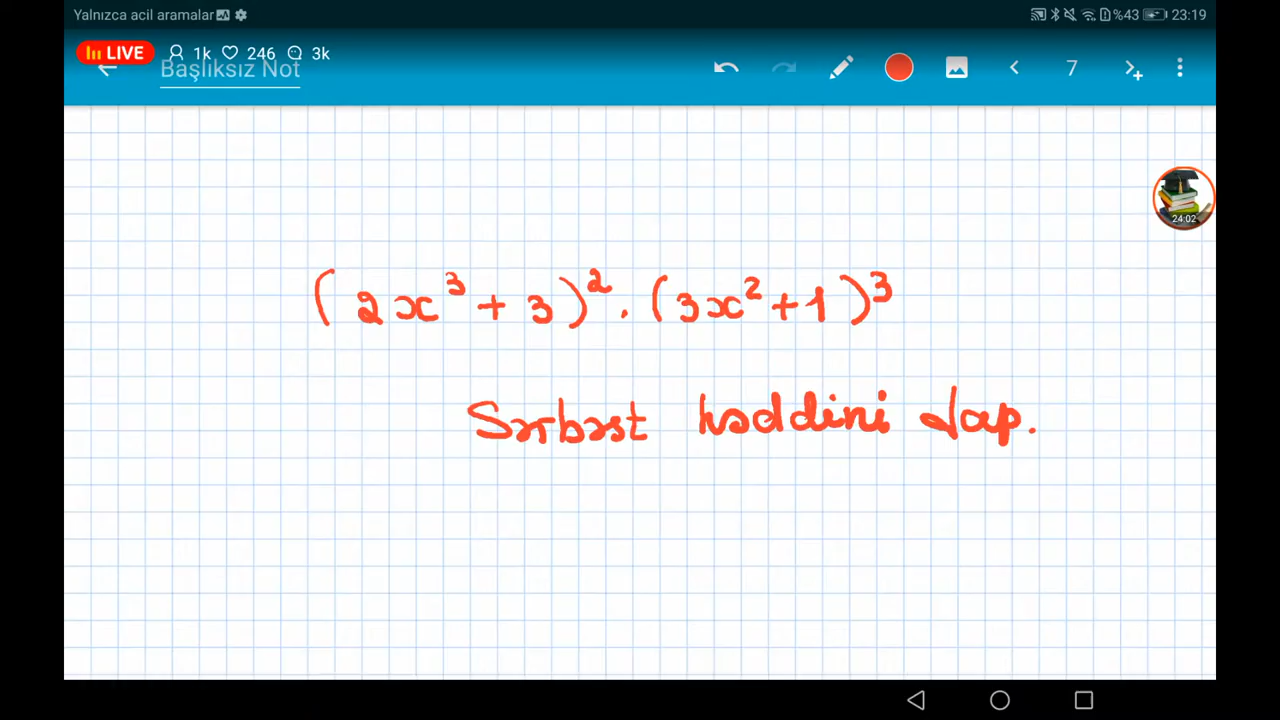 Yalnızca acil aramalar %43 23:19
LIVE 1k 246 3k
Başlıksız Not 7
24:02
(2x³+3)².(3x²+1)³
Sərbəst həddini tap.